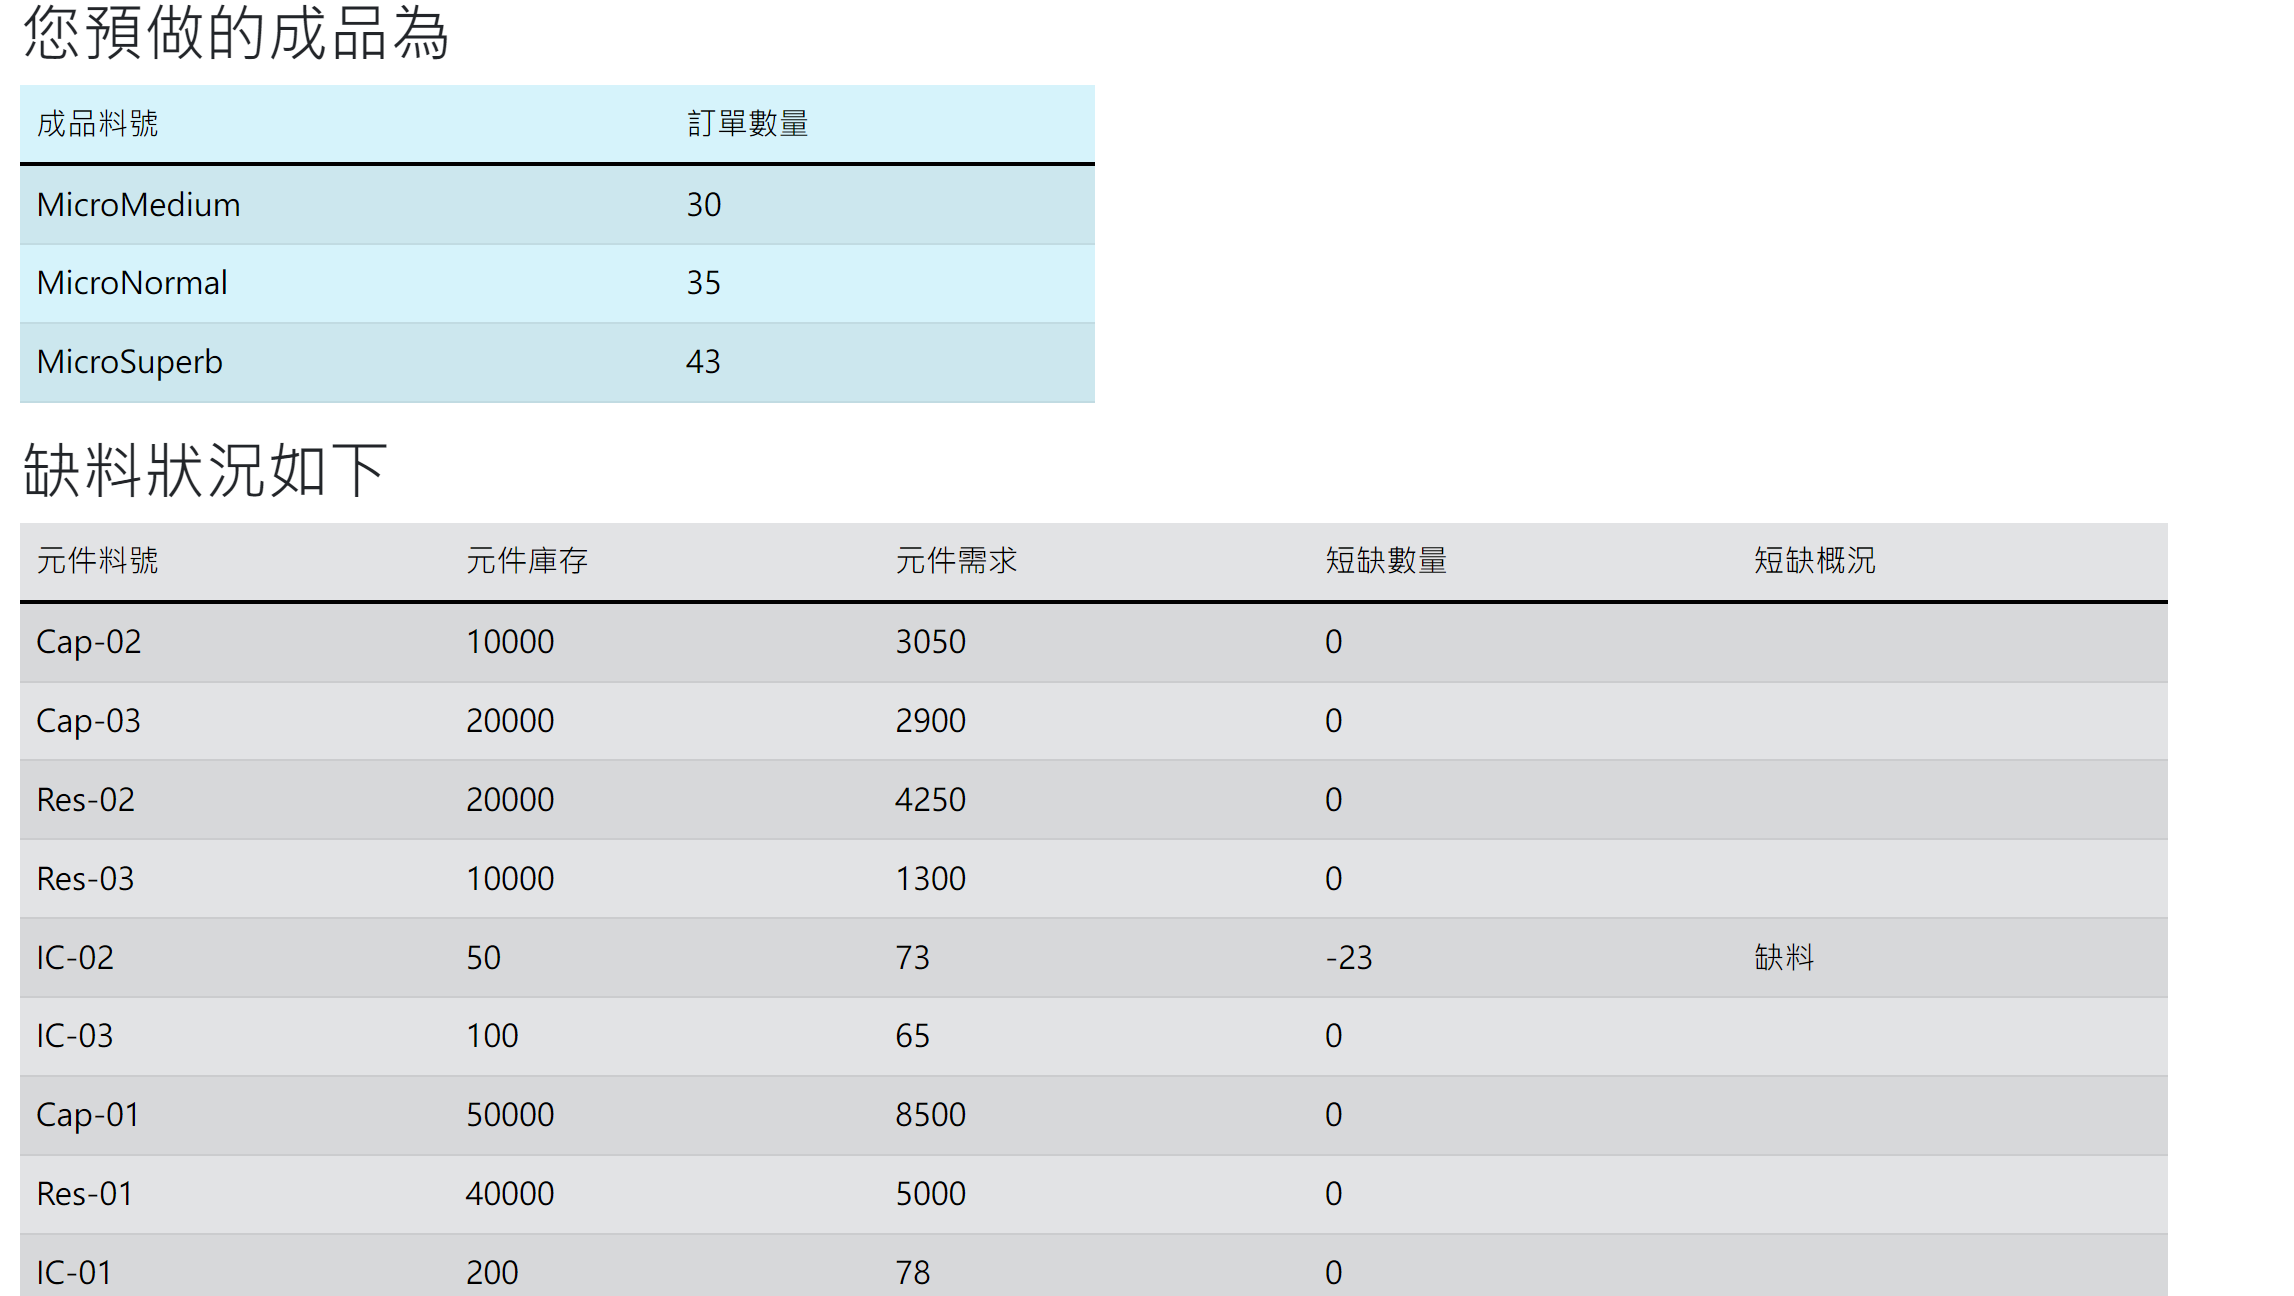 您預做的成品為
成品料號 訂單數量
MicroMedium 30
MicroNormal 35
MicroSuperb 43
缺料狀況如下
元件料號 元件庫存 元件需求 短缺數量 短缺概況
Cap-02 10000 3050 0
Cap-03 20000 2900 0
Res-02 20000 4250 0
Res-03 10000 1300 0
IC-02 50 73 -23 缺料
IC-03 100 65 0
Cap-01 50000 8500 0
Res-01 40000 5000 0
IC-01 200 78 0